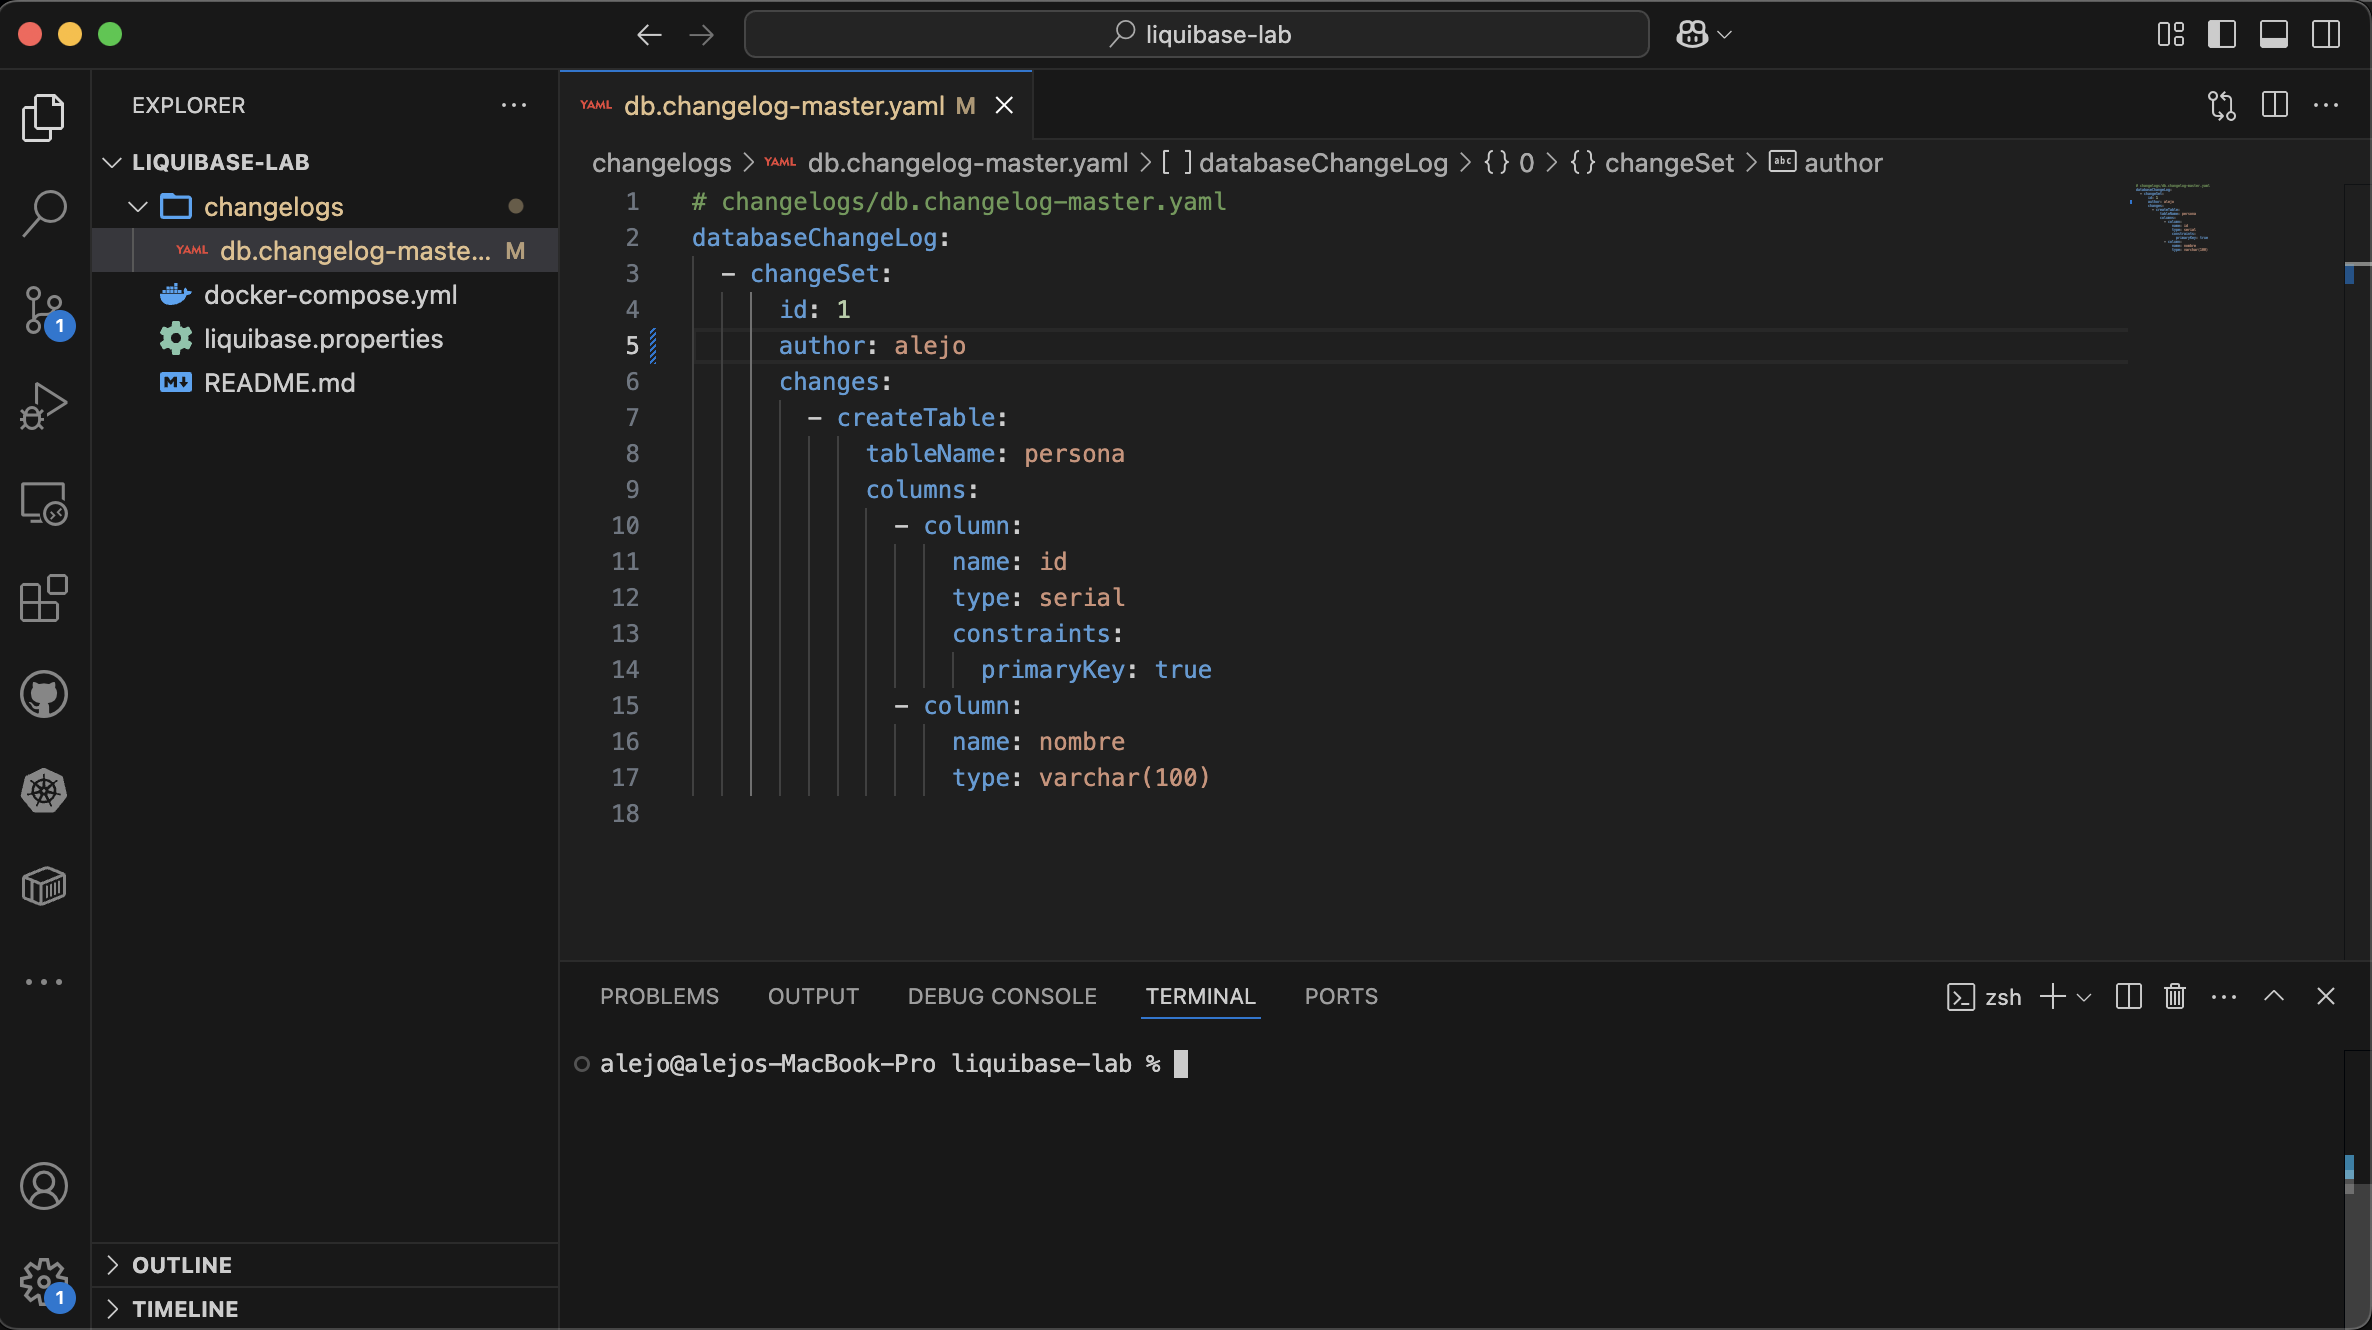 liquibase-lab
EXPLORER
LIQUIBASE-LAB
changelogs
YAML db.changelog-maste... M
docker-compose.yml
liquibase.properties
README.md
OUTLINE
TIMELINE
1
1
YAML db.changelog-master.yaml M
changelogs > YAML db.changelog-master.yaml > [ ] databaseChangeLog > {} 0 > {} changeSet > abc author
1 # changelogs/db.changelog-master.yaml
2 databaseChangeLog:
3 - changeSet:
4 id: 1
5 author: alejo
6 changes:
7 - createTable:
8 tableName: persona
9 columns:
10 - column:
11 name: id
12 type: serial
13 constraints:
14 primaryKey: true
15 - column:
16 name: nombre
17 type: varchar(100)
18
PROBLEMS OUTPUT DEBUG CONSOLE TERMINAL PORTS
zsh
alejo@alejos-MacBook-Pro liquibase-lab %